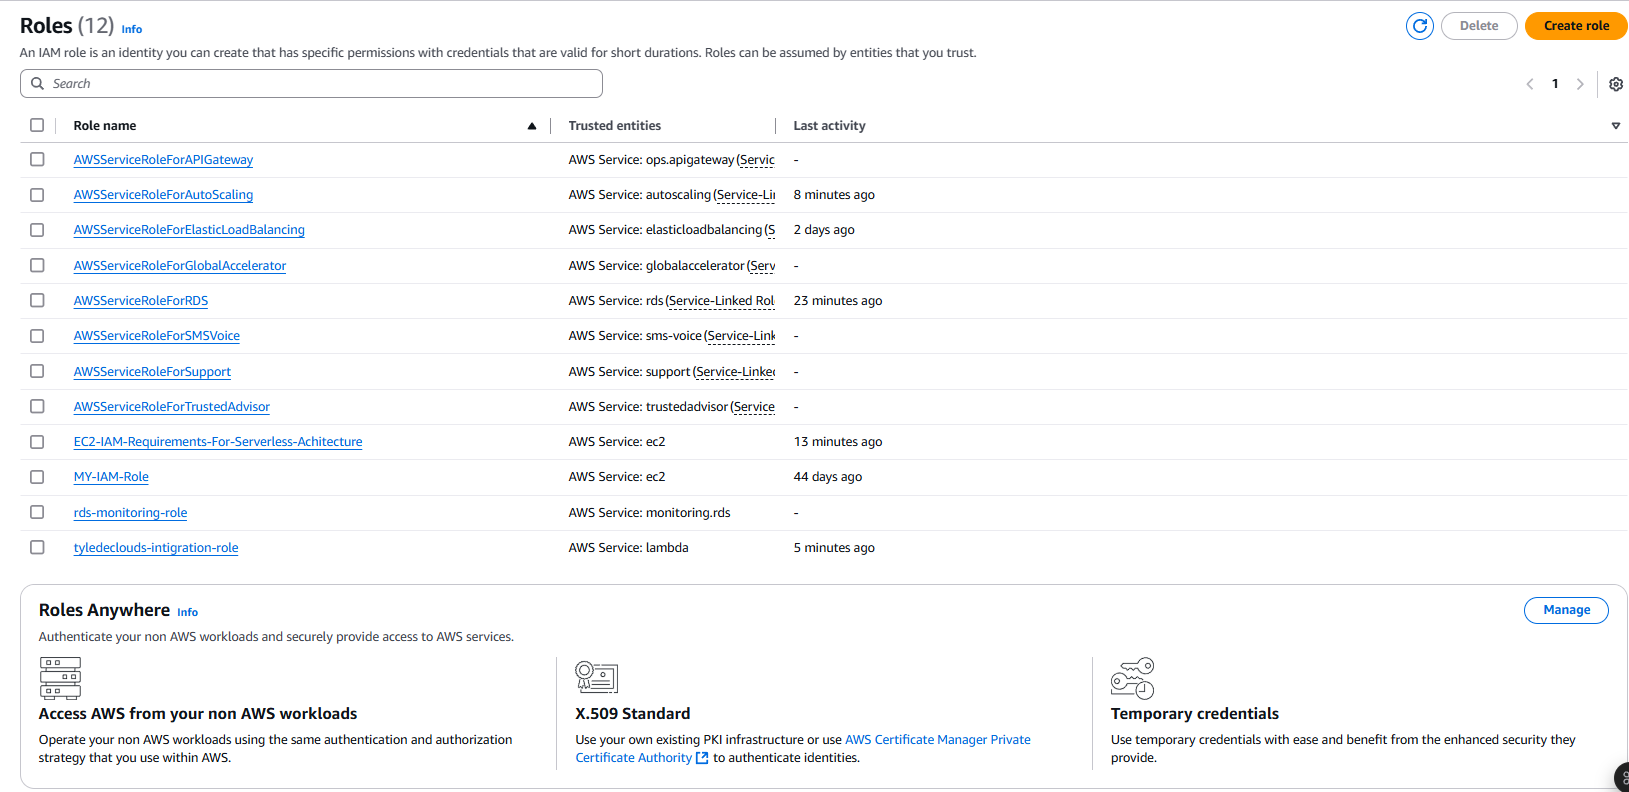 Roles (12) Info
Delete
Create role
An IAM role is an identity you can create that has specific permissions with credentials that are valid for short durations. Roles can be assumed by entities that you trust.
Search
1
Role name Trusted entities Last activity
AWSServiceRoleForAPIGateway AWS Service: ops.apigateway (Servic -
AWSServiceRoleForAutoScaling AWS Service: autoscaling (Service-Li 8 minutes ago
AWSServiceRoleForElasticLoadBalancing AWS Service: elasticloadbalancing (S 2 days ago
AWSServiceRoleForGlobalAccelerator AWS Service: globalaccelerator (Serv -
AWSServiceRoleForRDS AWS Service: rds (Service-Linked Rol 23 minutes ago
AWSServiceRoleForSMSVoice AWS Service: sms-voice (Service-Link -
AWSServiceRoleForSupport AWS Service: support (Service-Linked -
AWSServiceRoleForTrustedAdvisor AWS Service: trustedadvisor (Service -
EC2-IAM-Requirements-For-Serverless-Achitecture AWS Service: ec2 13 minutes ago
MY-IAM-Role AWS Service: ec2 44 days ago
rds-monitoring-role AWS Service: monitoring.rds -
tyledeclouds-intigration-role AWS Service: lambda 5 minutes ago
Roles Anywhere Info
Manage
Authenticate your non AWS workloads and securely provide access to AWS services.
Access AWS from your non AWS workloads
Operate your non AWS workloads using the same authentication and authorization
strategy that you use within AWS.
X.509 Standard
Use your own existing PKI infrastructure or use AWS Certificate Manager Private
Certificate Authority to authenticate identities.
Temporary credentials
Use temporary credentials with ease and benefit from the enhanced security they
provide.